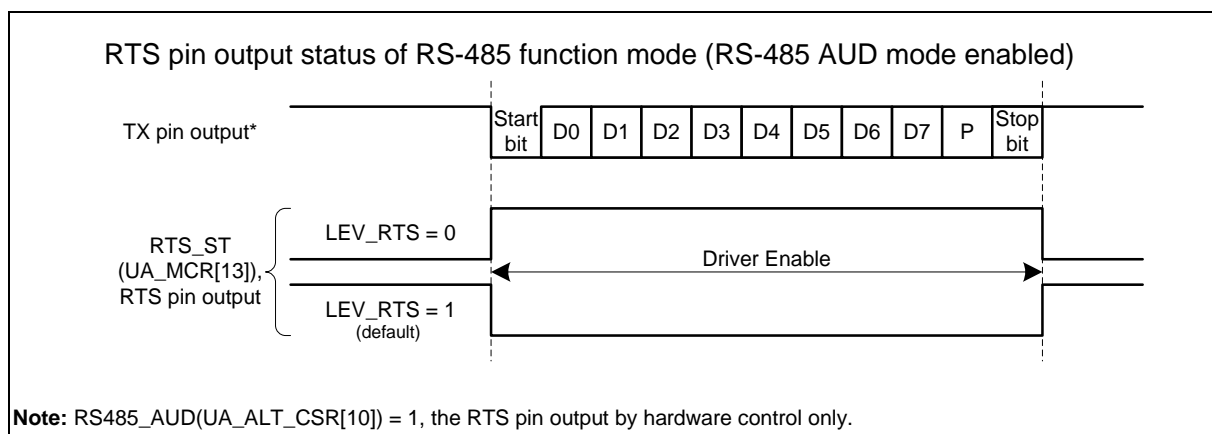 RTS pin output status of RS-485 function mode (RS-485 AUD mode enabled)
TX pin output*
Start bit
D0
D1
D2
D3
D4
D5
D6
D7
P
Stop bit
RTS_ST
(UA_MCR[13]),
RTS pin output
LEV_RTS = 0
Driver Enable
LEV_RTS = 1
(default)
Note: RS485_AUD(UA_ALT_CSR[10]) = 1, the RTS pin output by hardware control only.